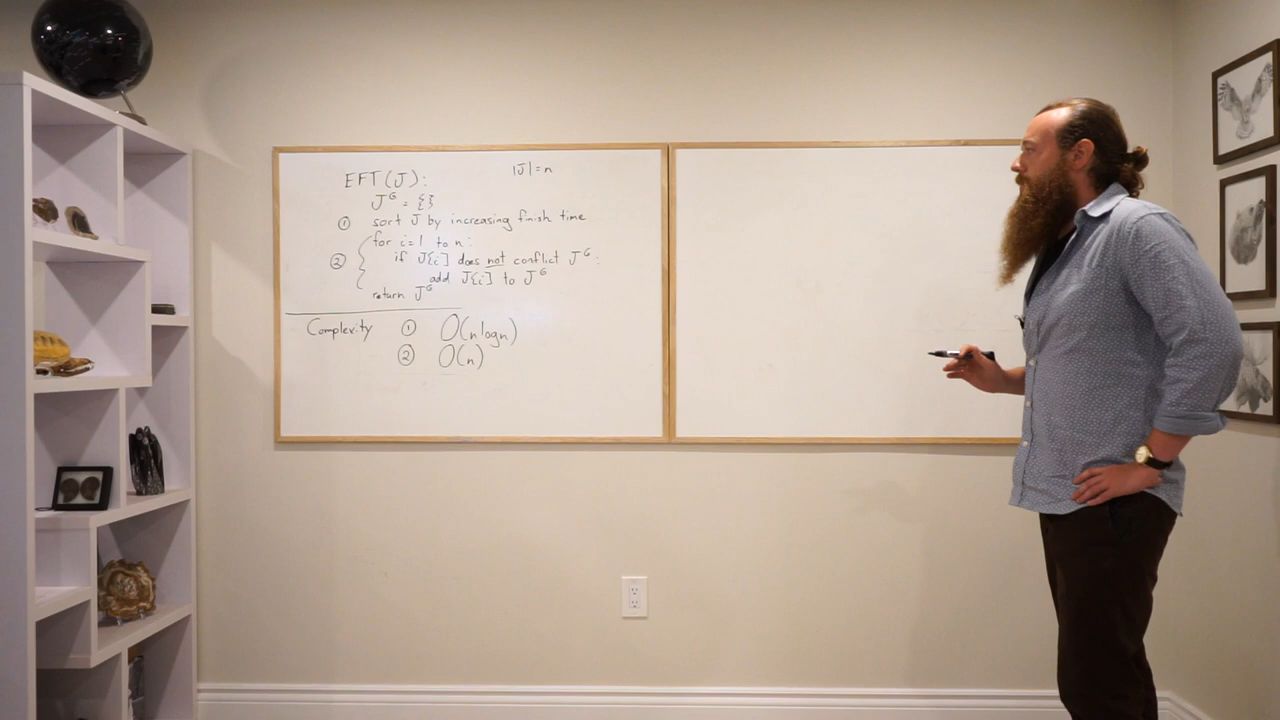 EFT(J): |J|=n
J^G = {}
① sort J by increasing finish time
② for i=1 to n:
if J[i] does not conflict J^G:
add J[i] to J^G
return J^G
Complexity ① O(n log n)
② O(n)